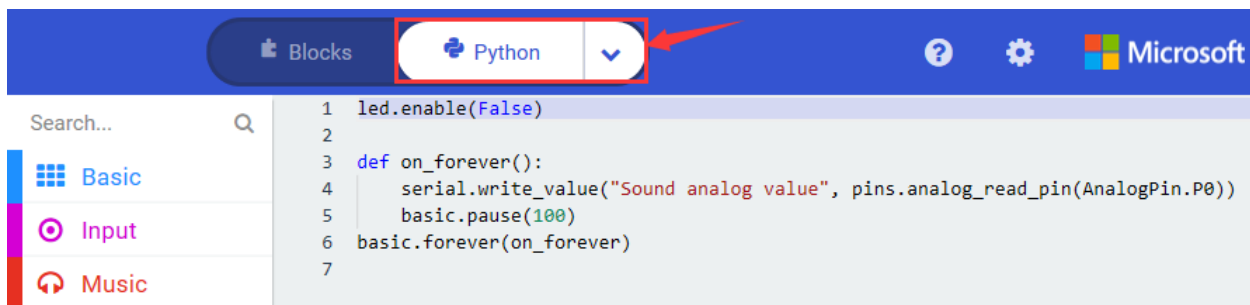 Blocks Python Microsoft
Search...
Basic
Input
Music
1 led.enable(False)
2
3 def on_forever():
4     serial.write_value("Sound analog value", pins.analog_read_pin(AnalogPin.P0))
5     basic.pause(100)
6 basic.forever(on_forever)
7